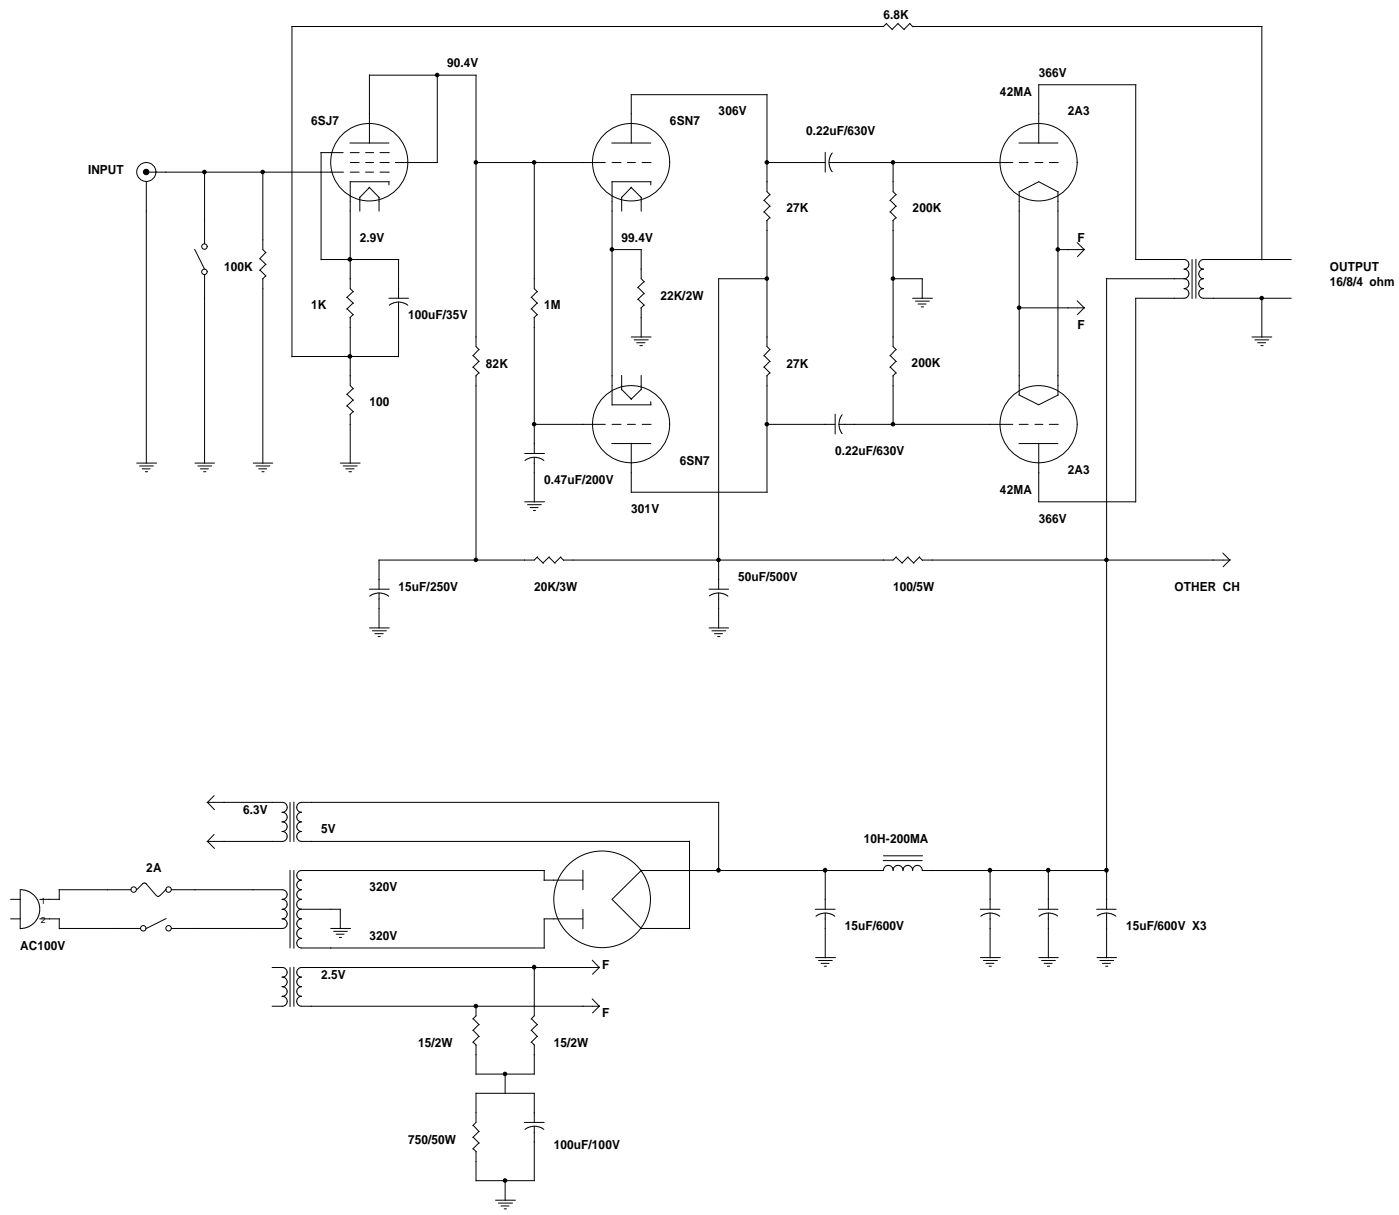 6.8K
90.4V
366V
42MA
2A3
6SJ7
6SN7
306V
0.22uF/630V
INPUT
27K
200K
2.9V
99.4V
F
100K
OUTPUT
16/8/4 ohm
1K
100uF/35V
1M
22K/2W
F
82K
27K
200K
100
0.22uF/630V
6SN7
2A3
0.47uF/200V
42MA
301V
366V
15uF/250V
20K/3W
50uF/500V
100/5W
OTHER CH
6.3V
5V
10H-200MA
2A
320V
1
2
AC100V
320V
15uF/600V
15uF/600V X3
2.5V
F
F
15/2W
15/2W
750/50W
100uF/100V